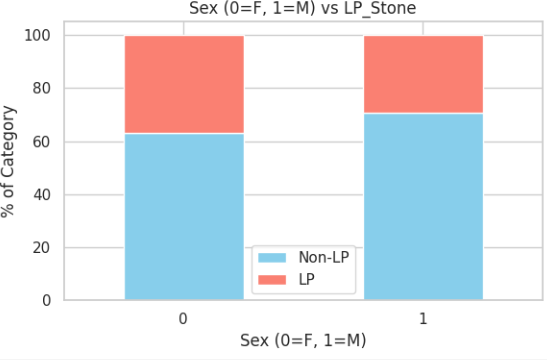 Sex (0=F, 1=M) vs LP_Stone
% of Category
100
80
60
40
20
0
Non-LP
LP
0
1
Sex (0=F, 1=M)